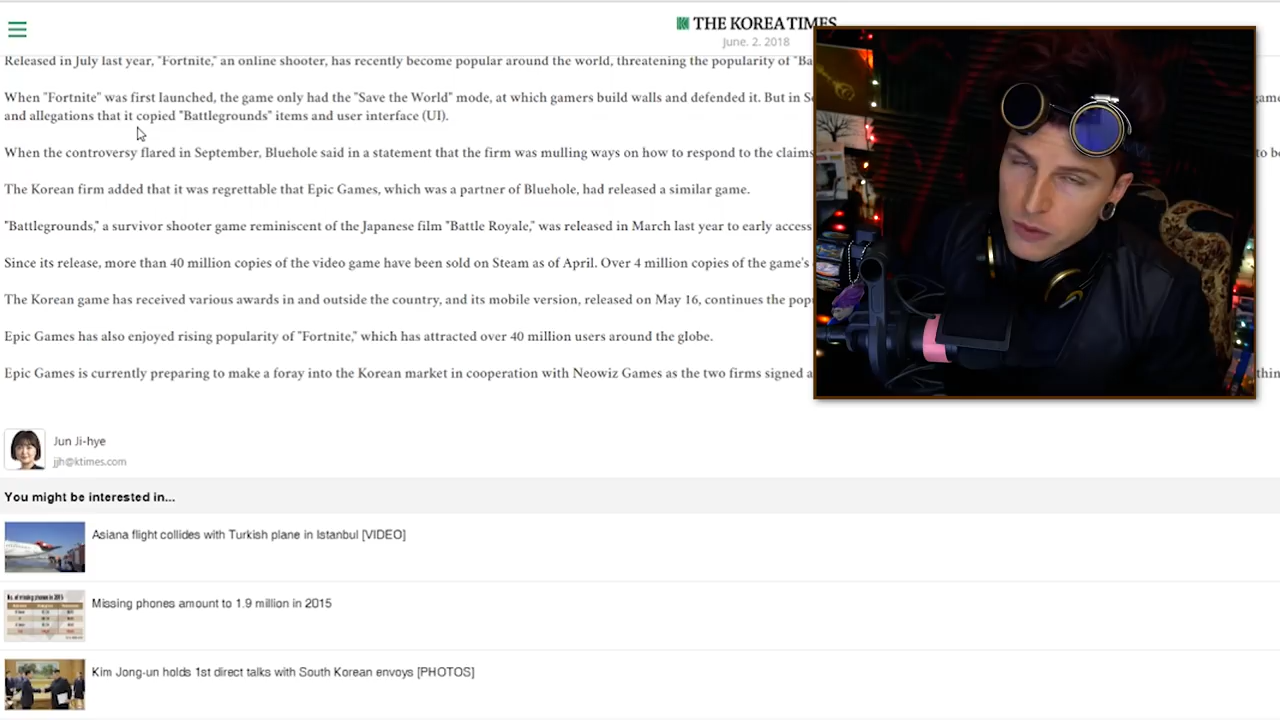 THE KOREA TIMES
June. 2. 2018
Released in July last year, "Fortnite," an online shooter, has recently become popular around the world, threatening the popularity of "Ba
When "Fortnite" was first launched, the game only had the "Save the World" mode, at which gamers build walls and defended it. But in S
and allegations that it copied "Battlegrounds" items and user interface (UI).
When the controversy flared in September, Bluehole said in a statement that the firm was mulling ways on how to respond to the claims
The Korean firm added that it was regrettable that Epic Games, which was a partner of Bluehole, had released a similar game.
"Battlegrounds," a survivor shooter game reminiscent of the Japanese film "Battle Royale," was released in March last year to early access
Since its release, more than 40 million copies of the video game have been sold on Steam as of April. Over 4 million copies of the game's
The Korean game has received various awards in and outside the country, and its mobile version, released on May 16, continues the pop
Epic Games has also enjoyed rising popularity of "Fortnite," which has attracted over 40 million users around the globe.
Epic Games is currently preparing to make a foray into the Korean market in cooperation with Neowiz Games as the two firms signed a
Jun Ji-hye
jjh@ktimes.com
You might be interested in...
Asiana flight collides with Turkish plane in Istanbul [VIDEO]
Missing phones amount to 1.9 million in 2015
Kim Jong-un holds 1st direct talks with South Korean envoys [PHOTOS]